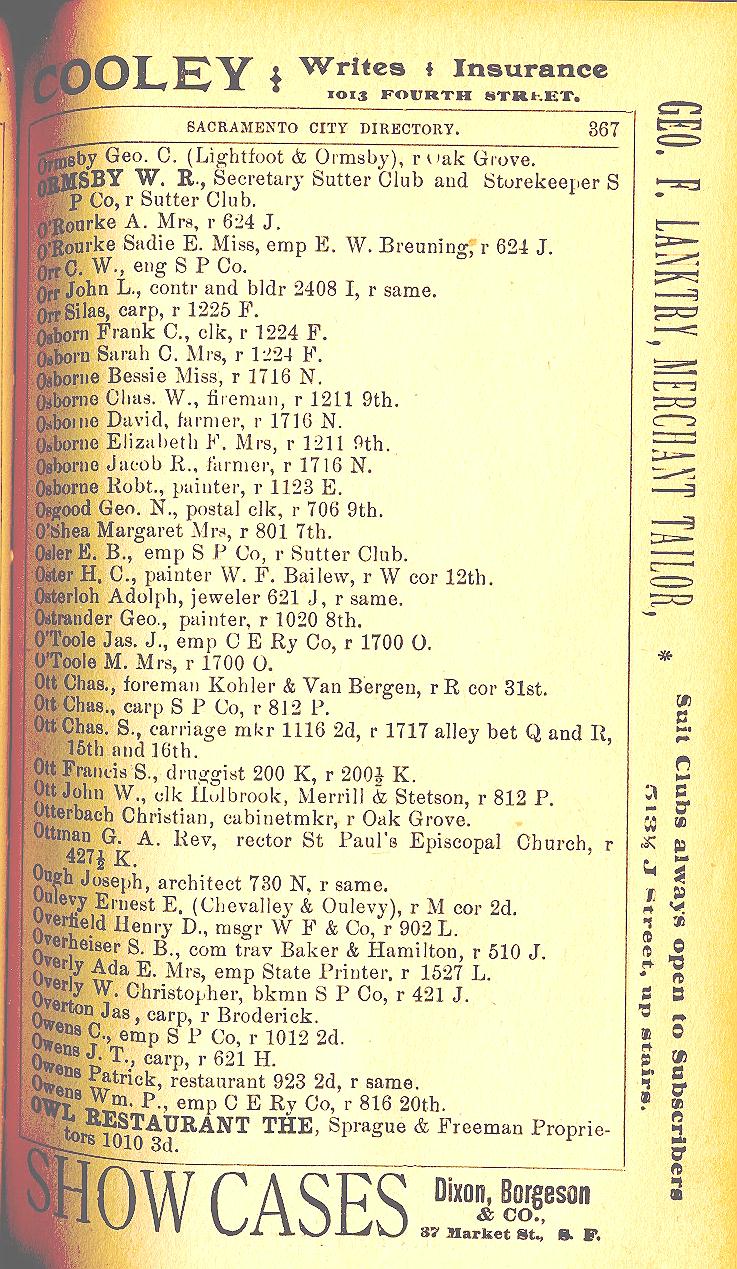 COOLEY : Writes : Insurance
1013 FOURTH STREET.
SACRAMENTO CITY DIRECTORY. 367
Ormsby Geo. C. (Lightfoot & Ormsby), r Oak Grove.
ORMSBY W. R., Secretary Sutter Club and Storekeeper S
P Co, r Sutter Club.
O'Rourke A. Mrs, r 624 J.
O'Rourke Sadie E. Miss, emp E. W. Breuning, r 624 J.
Orr C. W., eng S P Co.
Orr John L., contr and bldr 2408 I, r same.
Orr Silas, carp, r 1225 F.
Osborn Frank C., clk, r 1224 F.
Osborn Sarah C. Mrs, r 1224 F.
Osborne Bessie Miss, r 1716 N.
Osborne Chas. W., fireman, r 1211 9th.
Osborne David, farmer, r 1716 N.
Osborne Elizabeth F. Mrs, r 1211 9th.
Osborne Jacob R., farmer, r 1716 N.
Osborne Robt., painter, r 1123 E.
Osgood Geo. N., postal clk, r 706 9th.
O'Shea Margaret Mrs, r 801 7th.
Osler E. B., emp S P Co, r Sutter Club.
Oster H. C., painter W. F. Bailew, r W cor 12th.
Osterloh Adolph, jeweler 621 J, r same.
Ostrander Geo., painter, r 1020 8th.
O'Toole Jas. J., emp C E Ry Co, r 1700 O.
O'Toole M. Mrs, r 1700 O.
Ott Chas., foreman Kohler & Van Bergen, r R cor 31st.
Ott Chas., carp S P Co, r 812 P.
Ott Chas. S., carriage mkr 1116 2d, r 1717 alley bet Q and R,
15th and 16th.
Ott Francis S., druggist 200 K, r 200½ K.
Ott John W., clk Holbrook, Merrill & Stetson, r 812 P.
Otterbach Christian, cabinetmkr, r Oak Grove.
Ottman G. A. Rev, rector St Paul's Episcopal Church, r
427½ K.
Ough Joseph, architect 730 N, r same.
Oulevy Ernest E. (Chevalley & Oulevy), r M cor 2d.
Overfield Henry D., msgr W F & Co, r 902 L.
Overheiser S. B., com trav Baker & Hamilton, r 510 J.
Overly Ada E. Mrs, emp State Printer, r 1527 L.
Overly W. Christopher, bkmn S P Co, r 421 J.
Overton Jas, carp, r Broderick.
Owens C., emp S P Co, r 1012 2d.
Owens J. T., carp, r 621 H.
Owens Patrick, restaurant 923 2d, r same.
Owens Wm. P., emp C E Ry Co, r 816 20th.
OWL RESTAURANT THE, Sprague & Freeman Proprie-
tors 1010 3d.
SHOW CASES Dixon, Borgeson
& CO.,
37 Market St., S. F.
GEO. F. LANKTRY, MERCHANT TAILOR, * Suit Clubs always open to Subscribers
513½ J Street, up stairs.